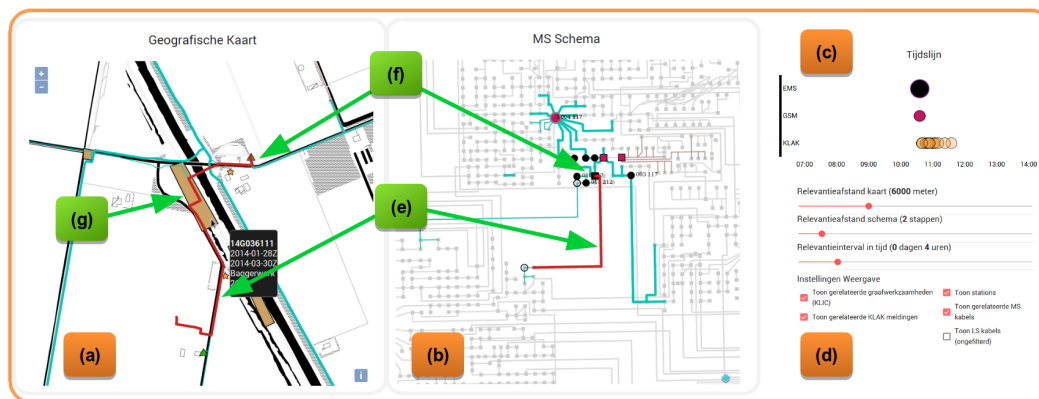 Geografische Kaart
+
−
14G036111
2014-01-28Z
2014-03-30Z
Baggerwerk
i
(a)
(g)
(f)
(e)
MS Schema
004 817
003 117
(b)
(c)
Tijdslijn
EMS
GSM
KLAK
07:00 08:00 09:00 10:00 11:00 12:00 13:00 14:00
Relevantieafstand kaart (6000 meter)
Relevantieafstand schema (2 stappen)
Relevantieinterval in tijd (0 dagen 4 uren)
Instellingen Weergave
Toon gerelateerde graafwerkzaamheden
(KLIC)
Toon gerelateerde KLAK meldingen
Toon stations
Toon gerelateerde MS
kabels
Toon LS kabels
(ongefilterd)
(d)